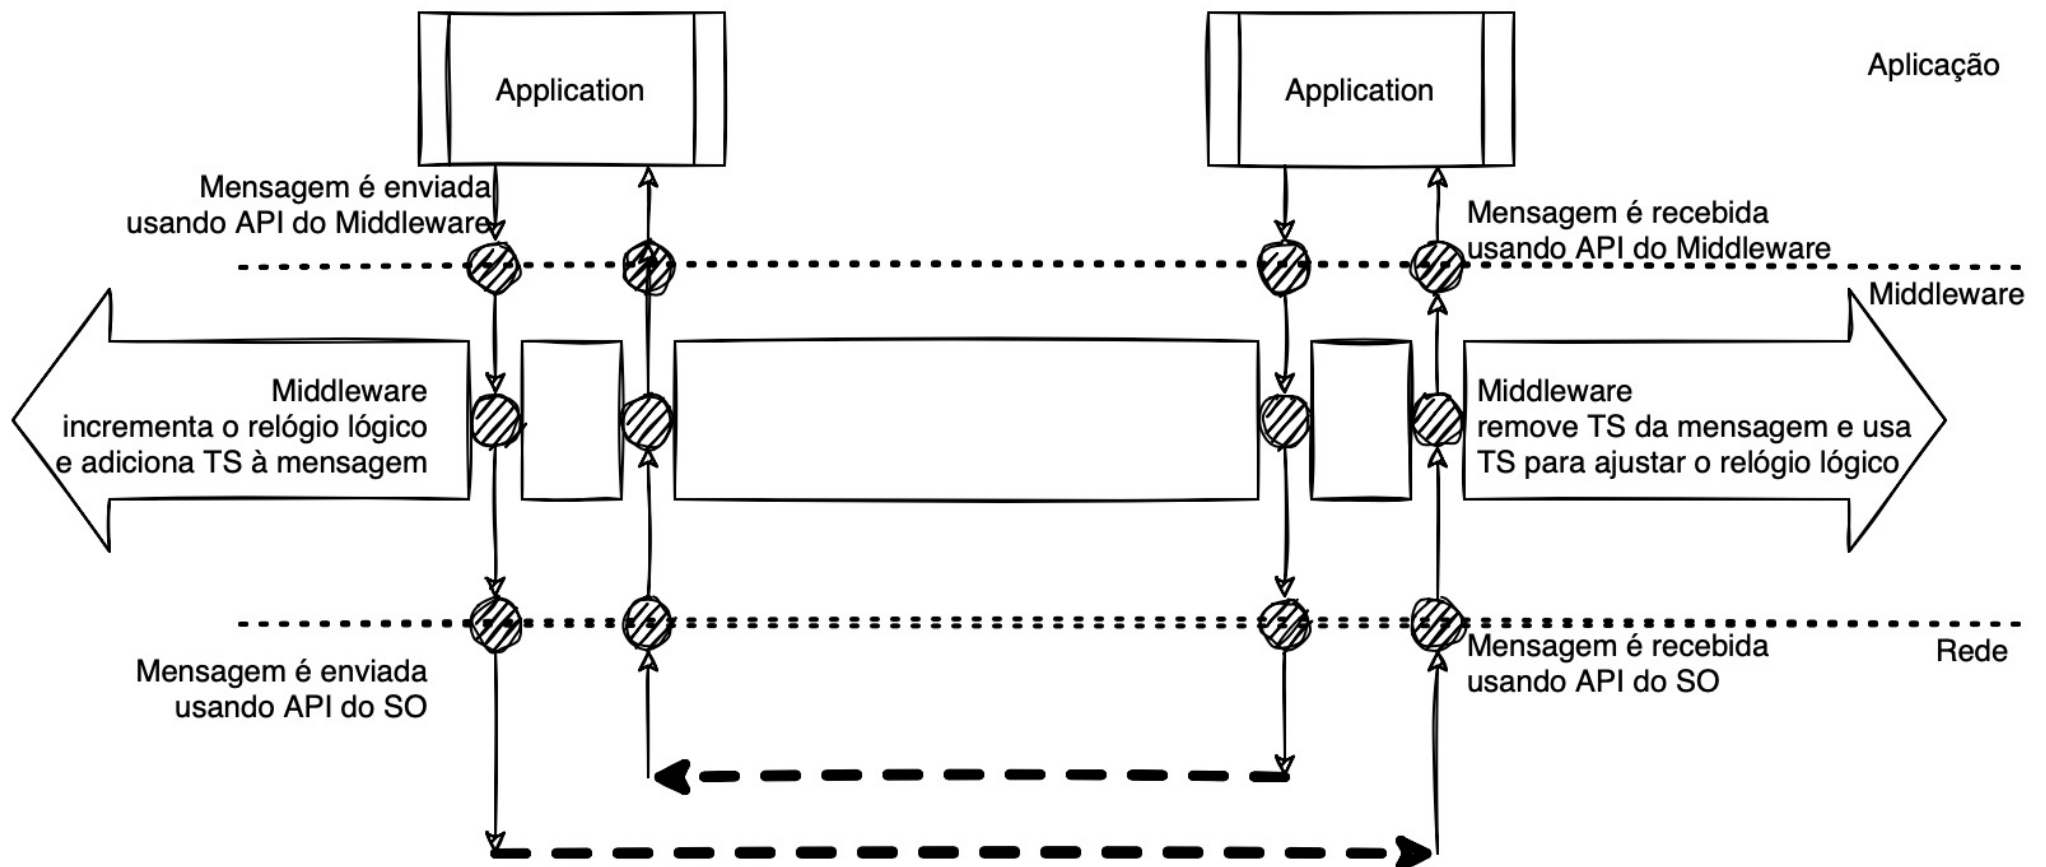 Application
Application
Aplicação
Mensagem é enviada
usando API do Middleware
Mensagem é recebida
usando API do Middleware
Middleware
Middleware
incrementa o relógio lógico
e adiciona TS à mensagem
Middleware
remove TS da mensagem e usa
TS para ajustar o relógio lógico
Mensagem é enviada
usando API do SO
Mensagem é recebida
usando API do SO
Rede